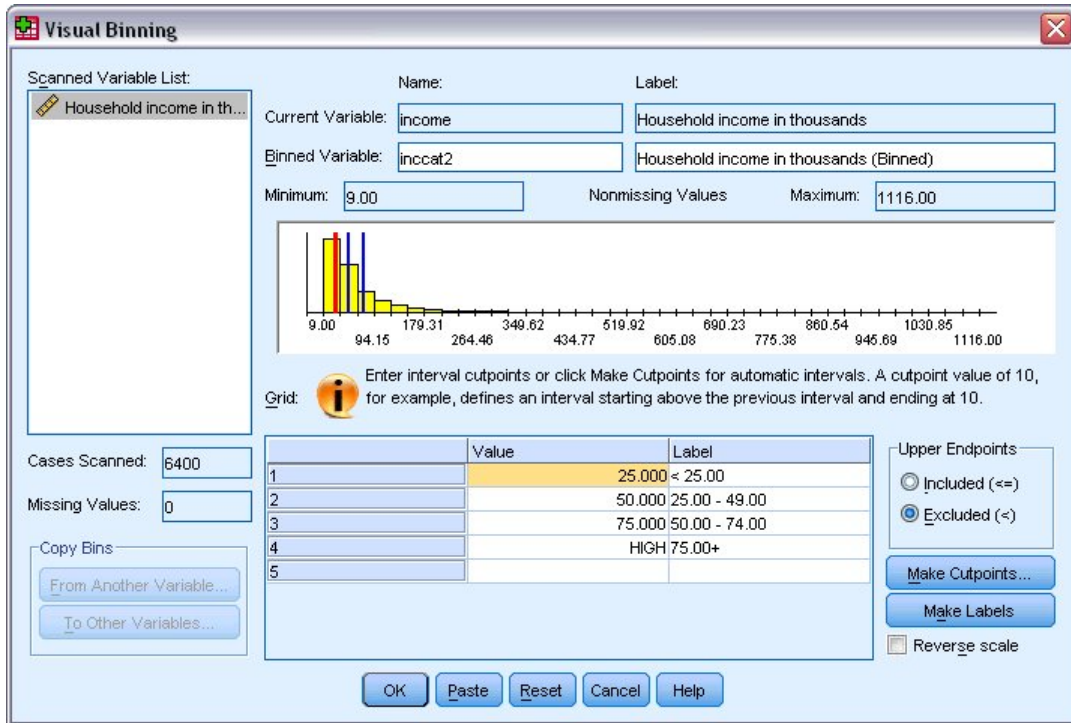 Visual Binning
Scanned Variable List:
Household income in th...
Name:
Label:
Current Variable:
income
Household income in thousands
Binned Variable:
inccat2
Household income in thousands (Binned)
Minimum:
9.00
Nonmissing Values
Maximum:
1116.00
9.00 179.31 349.62 519.92 690.23 860.54 1030.85
94.15 264.46 434.77 605.08 775.38 945.69 1116.00
Grid:
Enter interval cutpoints or click Make Cutpoints for automatic intervals. A cutpoint value of 10,
for example, defines an interval starting above the previous interval and ending at 10.
Cases Scanned:
6400
Missing Values:
0
Copy Bins
From Another Variable...
To Other Variables...
Value Label
1 25.000 < 25.00
2 50.000 25.00 - 49.00
3 75.000 50.00 - 74.00
4 HIGH 75.00+
5
Upper Endpoints
Included (<=)
Excluded (<)
Make Cutpoints...
Make Labels
Reverse scale
OK
Paste
Reset
Cancel
Help